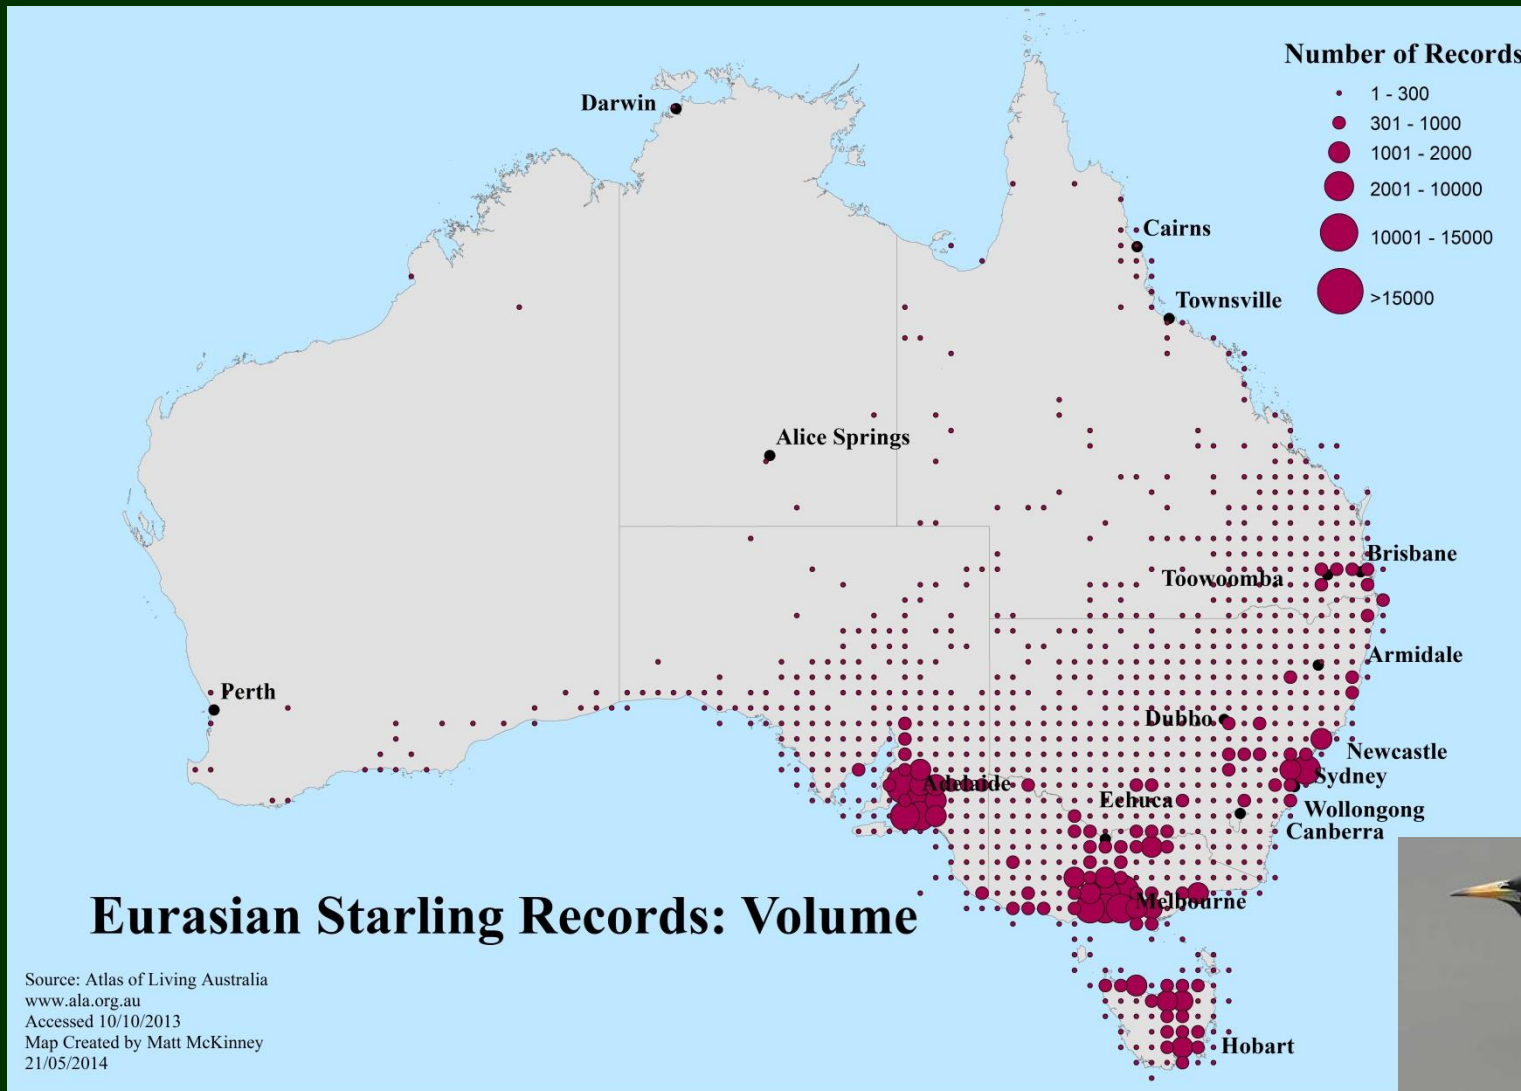 Number of Records
1 - 300
301 - 1000
1001 - 2000
2001 - 10000
10001 - 15000
>15000
Darwin
Cairns
Townsville
Alice Springs
Brisbane
Toowoomba
Armidale
Perth
Dubbo
Newcastle
Sydney
Adelaide
Echuca
Wollongong
Canberra
Melbourne
Hobart
Eurasian Starling Records: Volume
Source: Atlas of Living Australia
www.ala.org.au
Accessed 10/10/2013
Map Created by Matt McKinney
21/05/2014